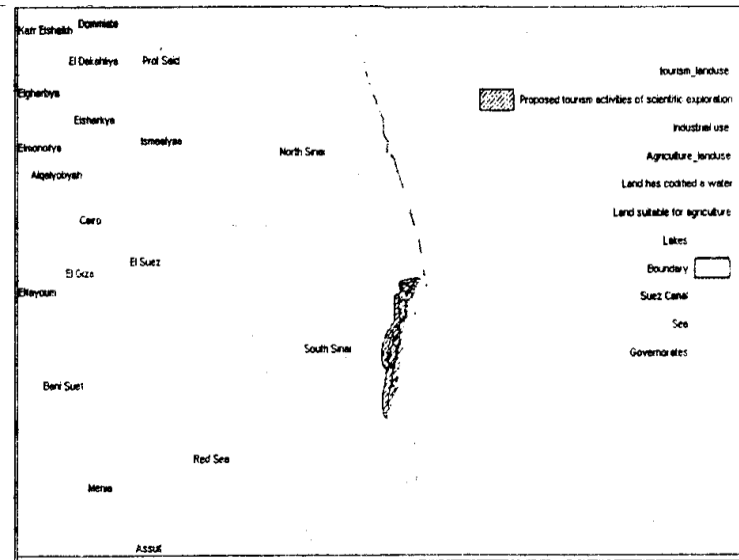 Dommiate
Kafr Elsheikh
El Dekahliya
Prot Said
Elgharbya
Elsharkya
Elmonofya
Ismaalyae
North Sinai
Alqalyobyah
Cairo
El Suez
El Giza
Elfayoum
South Sinai
Beni Suef
Red Sea
Menia
Assut
tourism_landuse
Proposed tourism activities of scientific exploration
Industrial use
Agriculture_landuse
Land has codified a water
Land suitable for agriculture
Lakes
Boundary
Suez Canal
Sea
Governorates